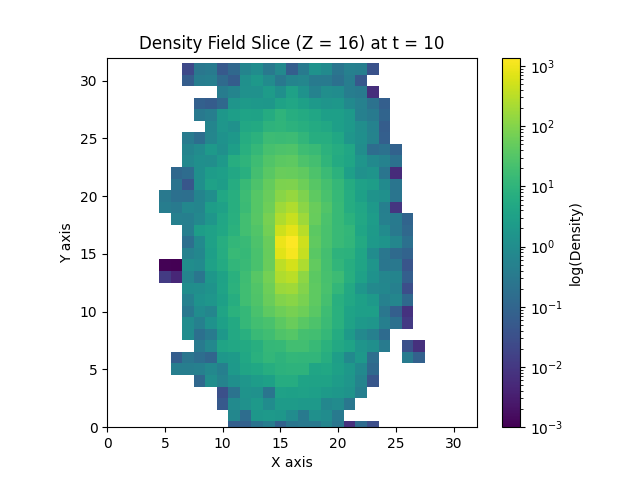 Density Field Slice (Z = 16) at t = 10
30
25
20
15
10
5
0
Y axis
0 5 10 15 20 25 30
X axis
10³
10²
10¹
10⁰
10⁻¹
10⁻²
10⁻³
log(Density)